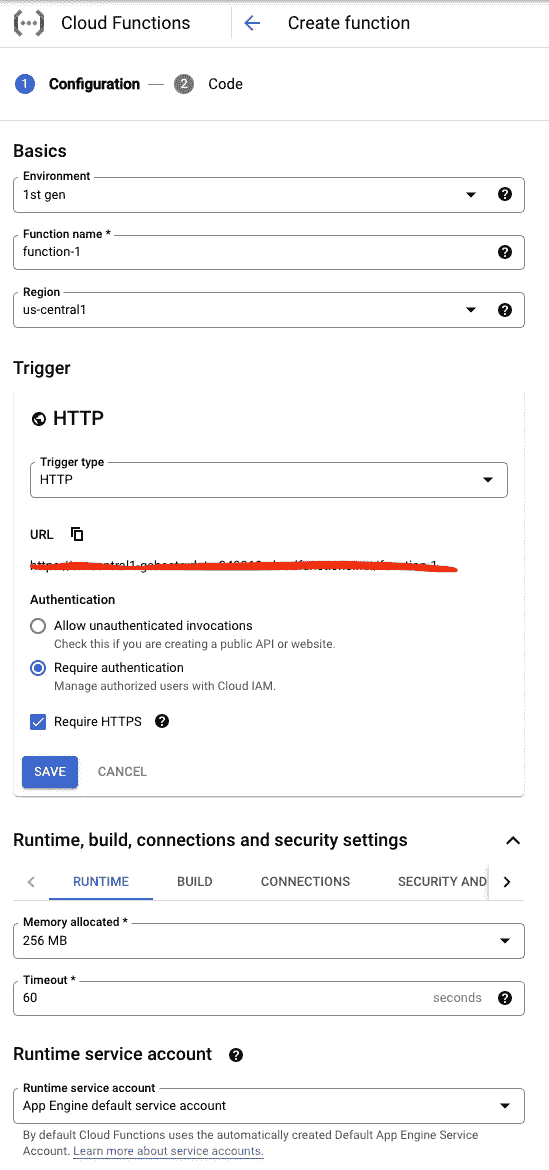 Cloud Functions
Create function
1 Configuration — 2 Code
Basics
Environment
1st gen
Function name *
function-1
Region
us-central1
Trigger
HTTP
Trigger type
HTTP
URL
Authentication
Allow unauthenticated invocations
Check this if you are creating a public API or website.
Require authentication
Manage authorized users with Cloud IAM.
Require HTTPS
SAVE CANCEL
Runtime, build, connections and security settings
RUNTIME BUILD CONNECTIONS SECURITY AND
Memory allocated *
256 MB
Timeout *
60 seconds
Runtime service account
Runtime service account
App Engine default service account
By default Cloud Functions uses the automatically created Default App Engine Service
Account. Learn more about service accounts.